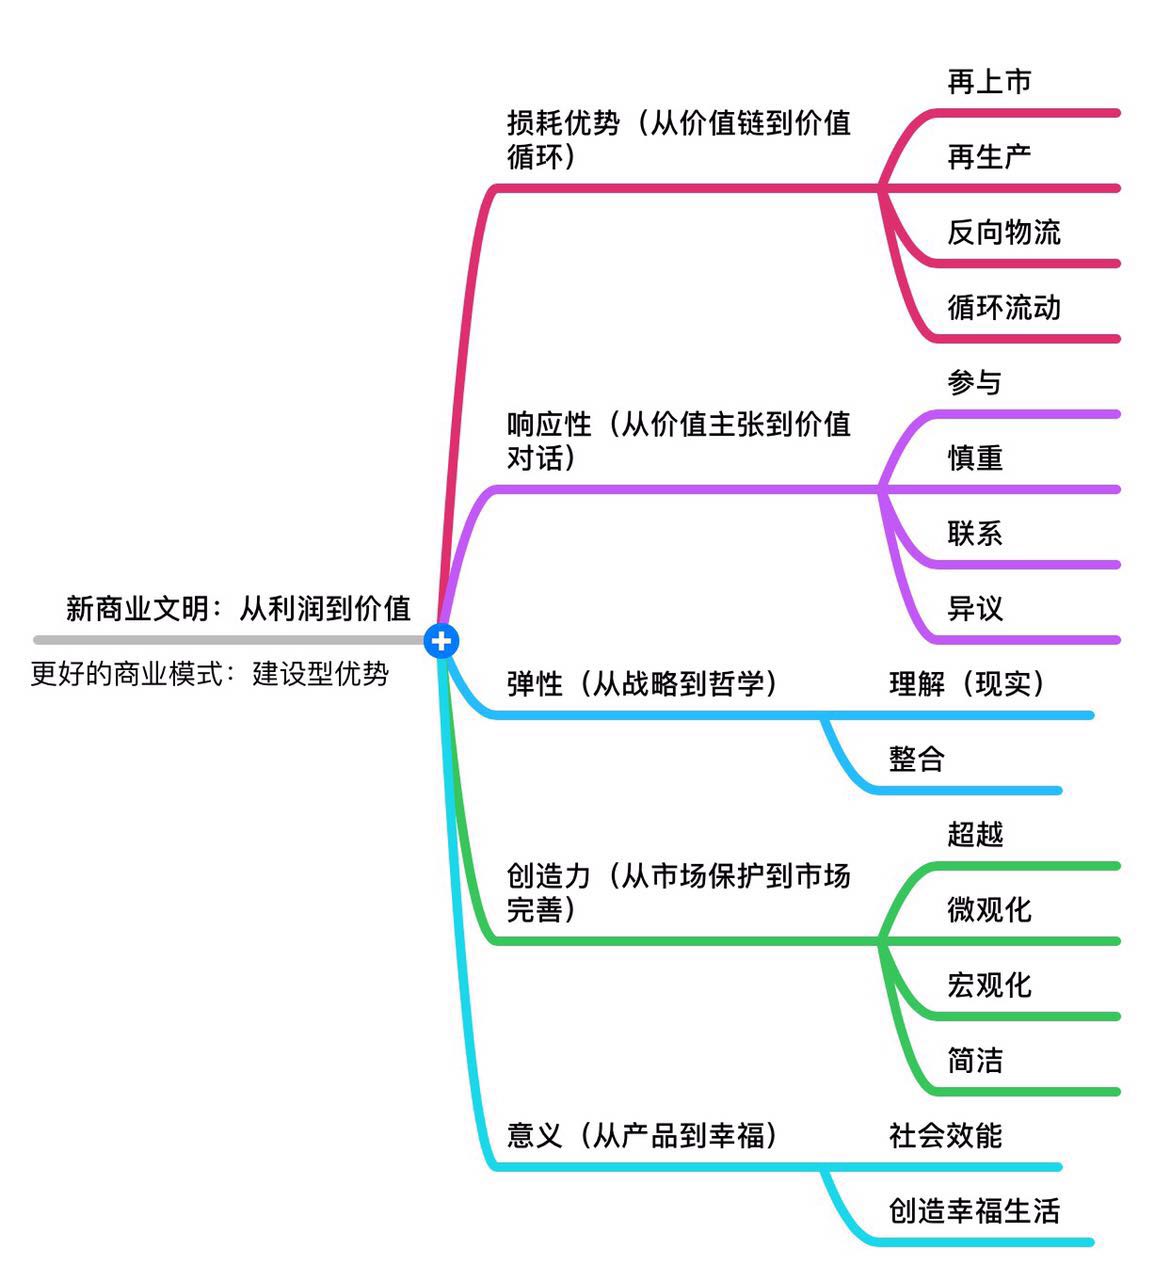 新商业文明：从利润到价值
更好的商业模式：建设型优势
损耗优势（从价值链到价值
循环）
再上市
再生产
反向物流
循环流动
响应性（从价值主张到价值
对话）
参与
慎重
联系
异议
弹性（从战略到哲学）
理解（现实）
整合
创造力（从市场保护到市场
完善）
超越
微观化
宏观化
简洁
意义（从产品到幸福）
社会效能
创造幸福生活